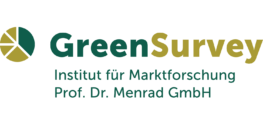 GreenSurvey
Institut für Marktforschung
Prof. Dr. Menrad GmbH